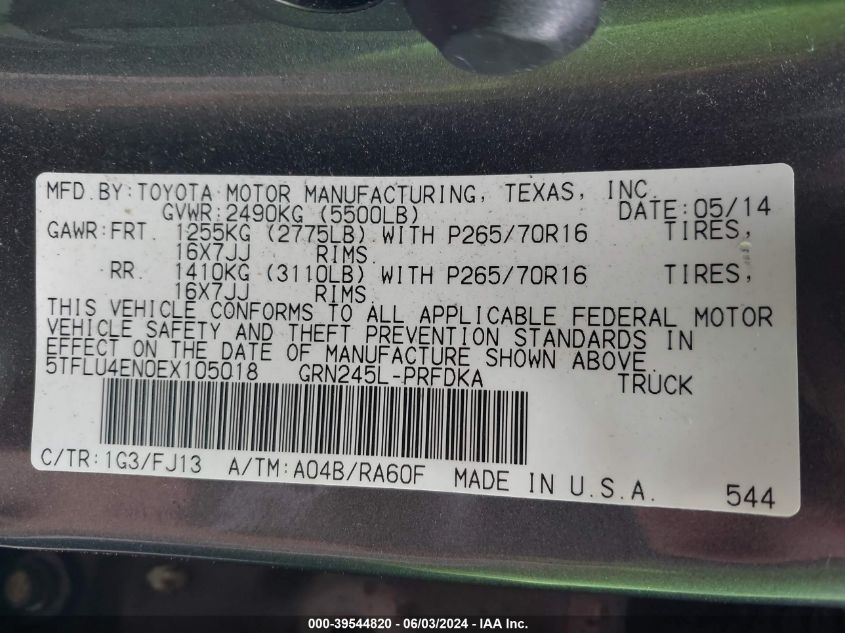 MFD.BY:TOYOTA MOTOR MANUFACTURING, TEXAS, INC.
GVWR:2490KG (5500LB) DATE:05/14
GAWR:FRT. 1255KG (2775LB) WITH P265/70R16 TIRES,
16X7JJ RIMS.
RR. 1410KG (3110LB) WITH P265/70R16 TIRES,
16X7JJ RIMS.
THIS VEHICLE CONFORMS TO ALL APPLICABLE FEDERAL MOTOR
VEHICLE SAFETY AND THEFT PREVENTION STANDARDS IN
EFFECT ON THE DATE OF MANUFACTURE SHOWN ABOVE.
5TFLU4EN0EX105018 GRN245L-PRFDKA TRUCK
C/TR:1G3/FJ13 A/TM:A04B/RA60F MADE IN U.S.A. 544
000-39544820 - 06/03/2024 - IAA Inc.